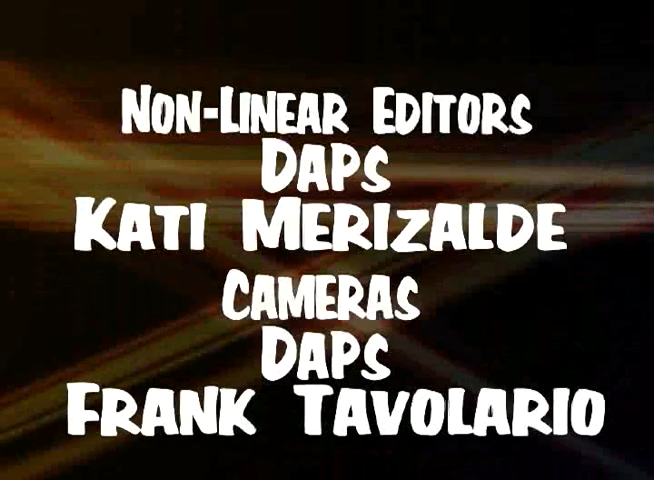 Non-Linear Editors
Daps
Kati Merizalde
Cameras
Daps
Frank Tavolario